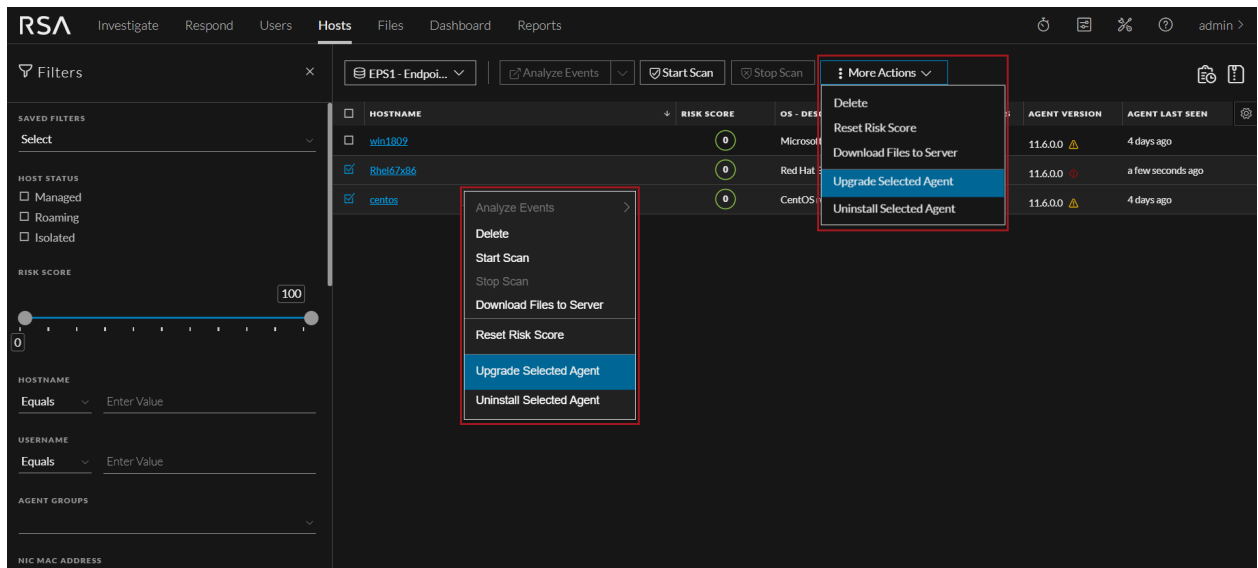 RSA Investigate Respond Users Hosts Files Dashboard Reports admin >
Filters ×
EPS1 - Endpoi... Analyze Events Start Scan Stop Scan More Actions
SAVED FILTERS
Select
HOST STATUS
Managed
Roaming
Isolated
RISK SCORE
100
0
HOSTNAME
Equals Enter Value
USERNAME
Equals Enter Value
AGENT GROUPS
NIC MAC ADDRESS
HOSTNAME RISK SCORE OS - DESC AGENT VERSION AGENT LAST SEEN
win1809 0 Microsoft 11.6.0.0 4 days ago
Rhel67x86 0 Red Hat 11.6.0.0 a few seconds ago
centos 0 CentOS 11.6.0.0 4 days ago
Analyze Events
Delete
Start Scan
Stop Scan
Download Files to Server
Reset Risk Score
Upgrade Selected Agent
Uninstall Selected Agent
Delete
Reset Risk Score
Download Files to Server
Upgrade Selected Agent
Uninstall Selected Agent